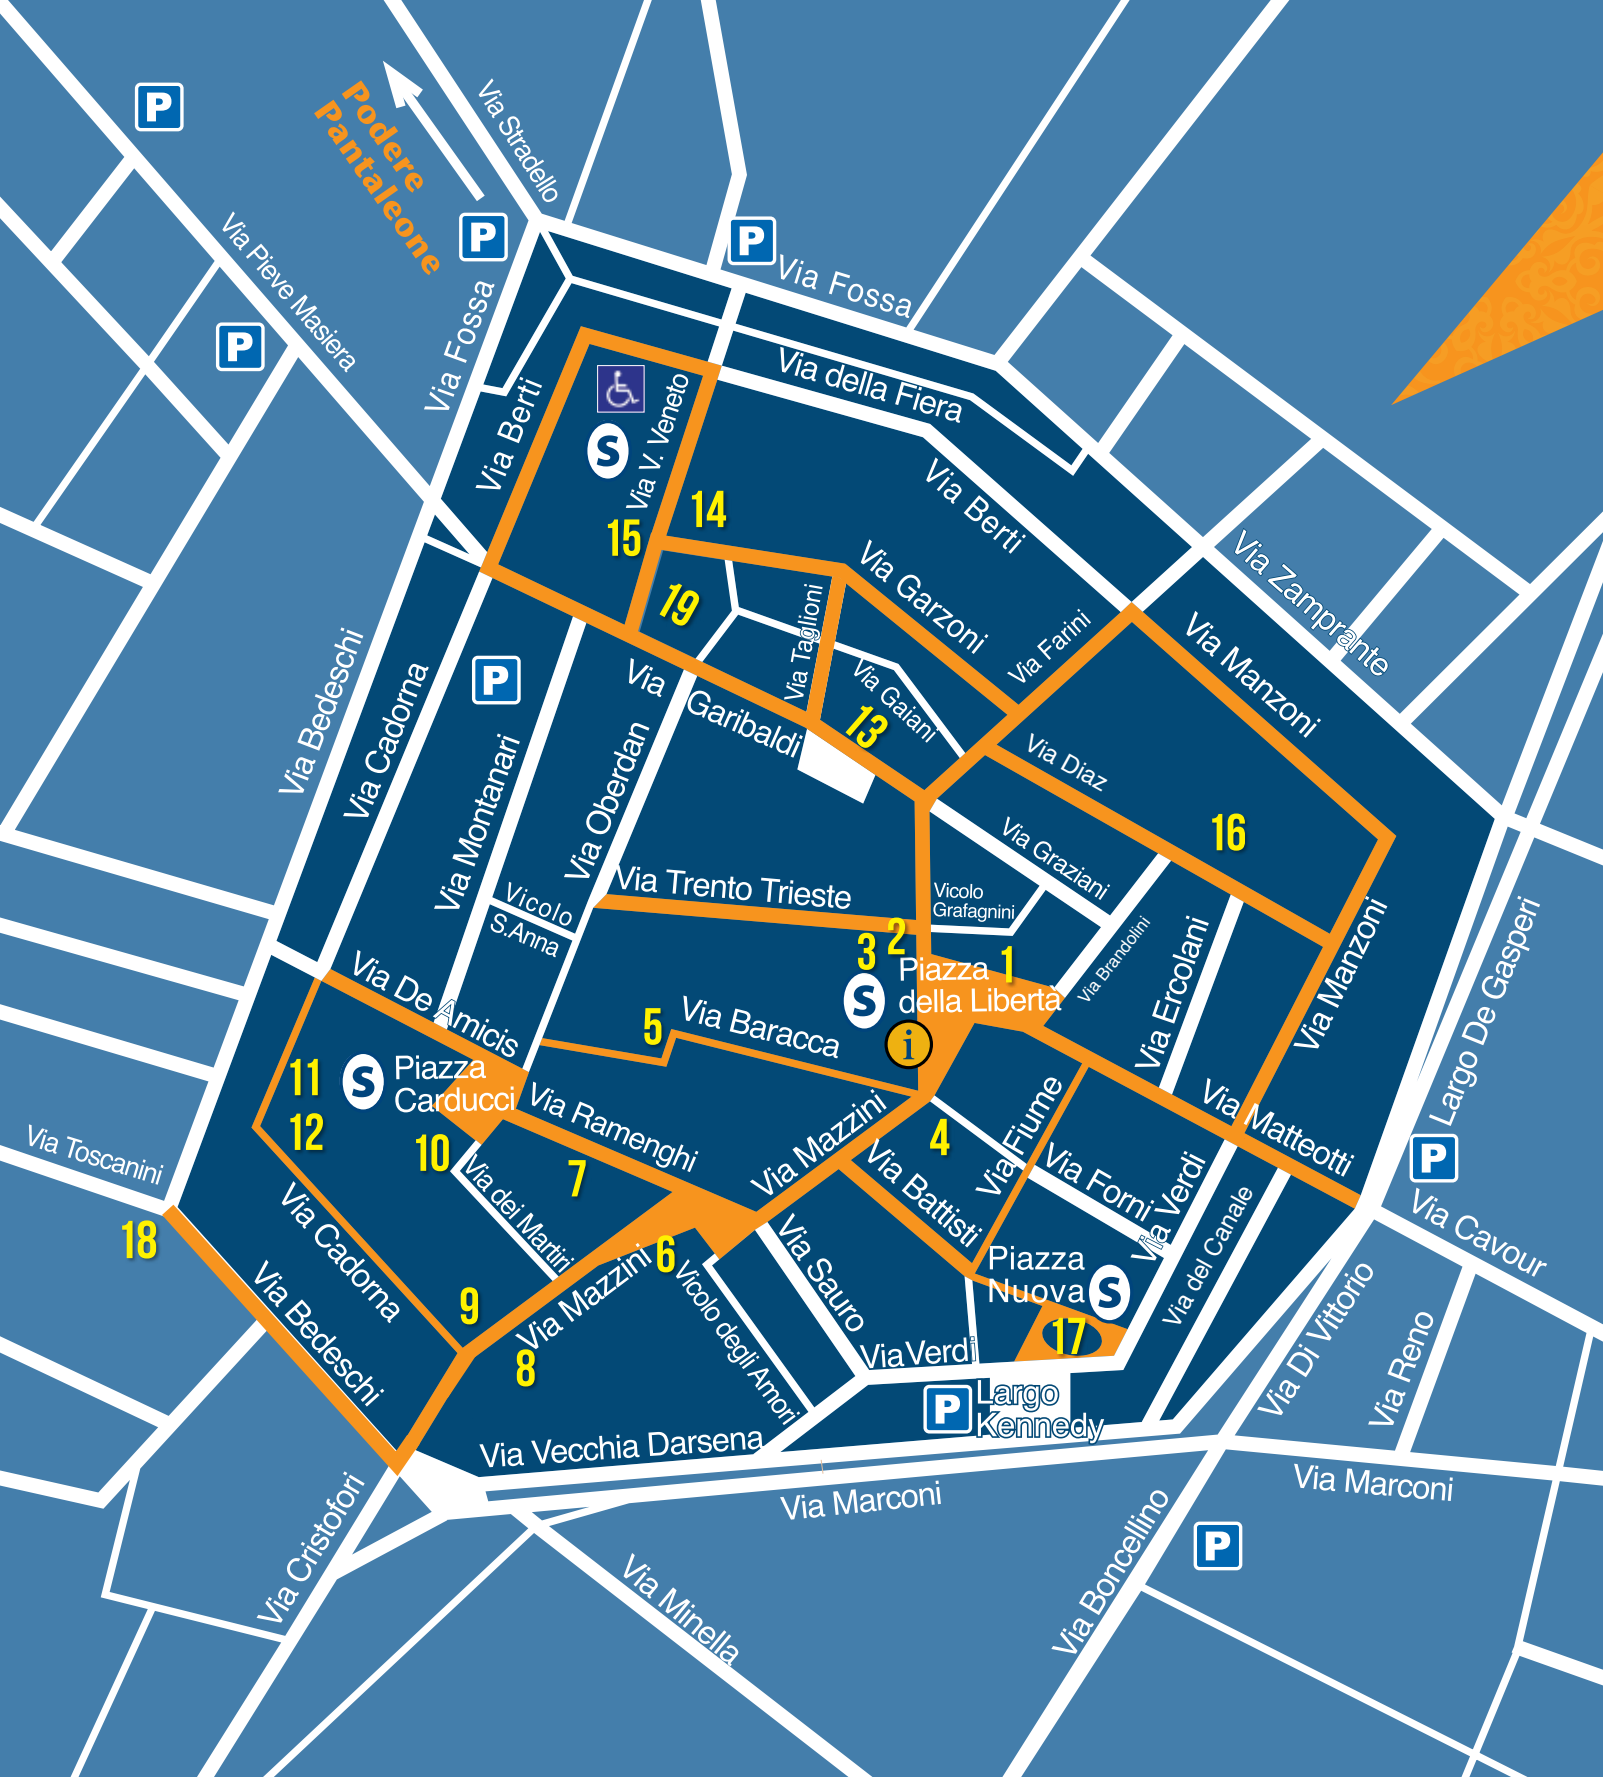 P
Podere
Pantaleone
Via Stradello
P
P
Via Fossa
Via Pieve Masiera
P
Via Fossa
Via della Fiera
Via Berti
S
Via V. Veneto
14
15
Via Berti
Via Garzoni
Via Zamprante
19
Via Taglioni
Via Farini
Via Manzoni
Via Bedeschi
Via Cadorna
P
Via
Garibaldi
Via Gaiani
13
Via Diaz
Via Montanari
Via Oberdan
16
Via Graziani
Via Trento Trieste
Vicolo
Grafagnini
Vicolo
S.Anna
2
3
1
Piazza
della Libertà
S
i
Via Brandolini
Via Ercolani
Via Manzoni
Largo De Gasperi
Via De Amicis
5
Via Baracca
11
12
S
Piazza
Carducci
Via Ramenghi
Via Mazzini
4
Via Fiume
Via Matteotti
P
10
7
Via dei Martiri
Via Battisti
Via Forni
Via Verdi
Via del Canale
Via Cavour
Via Toscanini
18
Via Cadorna
Via Bedeschi
9
8
Via Mazzini
6
Vicolo degli Amori
Via Sauro
Piazza
Nuova
S
17
Via Verdi
Via Di Vittorio
Via Reno
P
Largo
Kennedy
Via Vecchia Darsena
Via Marconi
Via Marconi
Via Cristofori
Via Minella
Via Boncellino
P